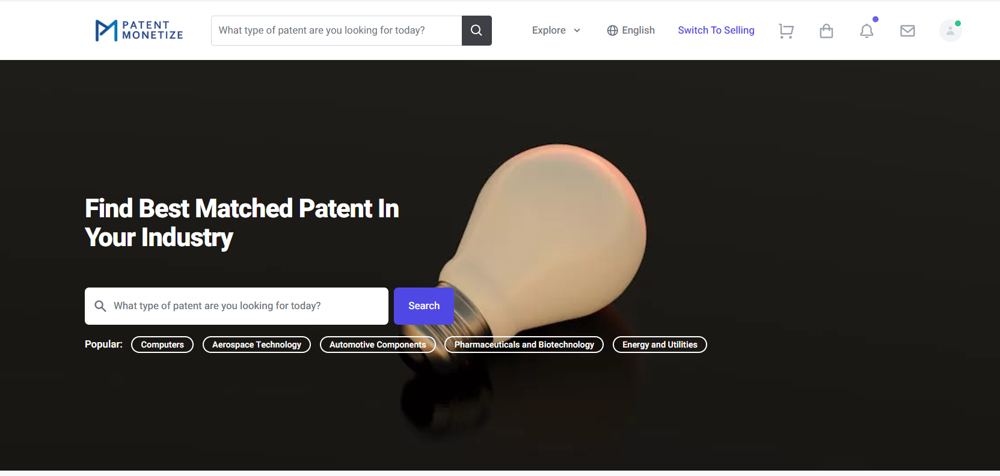 PATENT
MONETIZE
What type of patent are you looking for today?
Explore
English
Switch To Selling
Find Best Matched Patent In
Your Industry
What type of patent are you looking for today?
Search
Popular: Computers Aerospace Technology Automotive Components Pharmaceuticals and Biotechnology Energy and Utilities